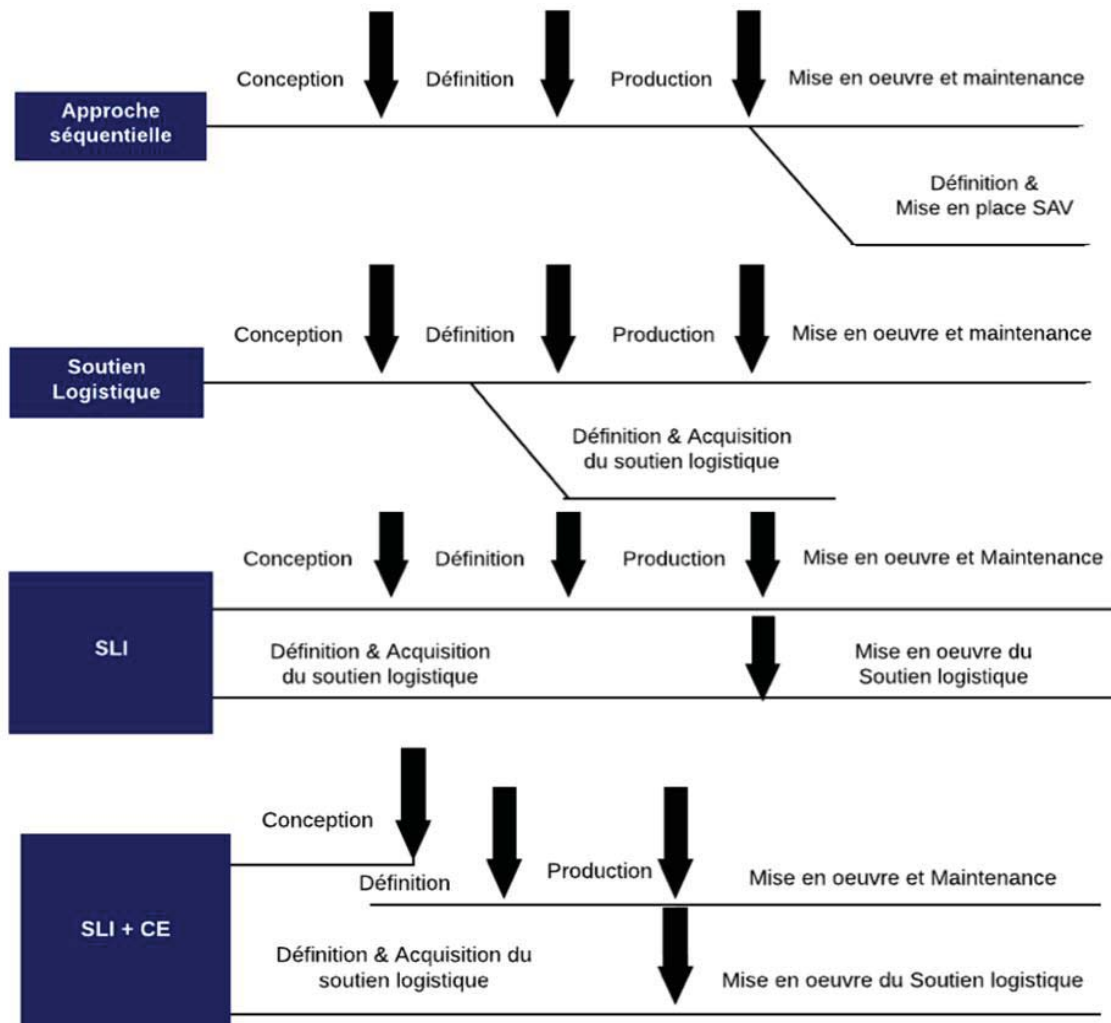 Conception
Définition
Production
Mise en oeuvre et maintenance
Approche
séquentielle
Définition &
Mise en place SAV
Conception
Définition
Production
Mise en oeuvre et maintenance
Soutien
Logistique
Définition & Acquisition
du soutien logistique
Conception
Définition
Production
Mise en oeuvre et Maintenance
SLI
Définition & Acquisition
du soutien logistique
Mise en oeuvre du
Soutien logistique
Conception
Définition
Production
Mise en oeuvre et Maintenance
SLI + CE
Définition & Acquisition du
soutien logistique
Mise en oeuvre du Soutien logistique